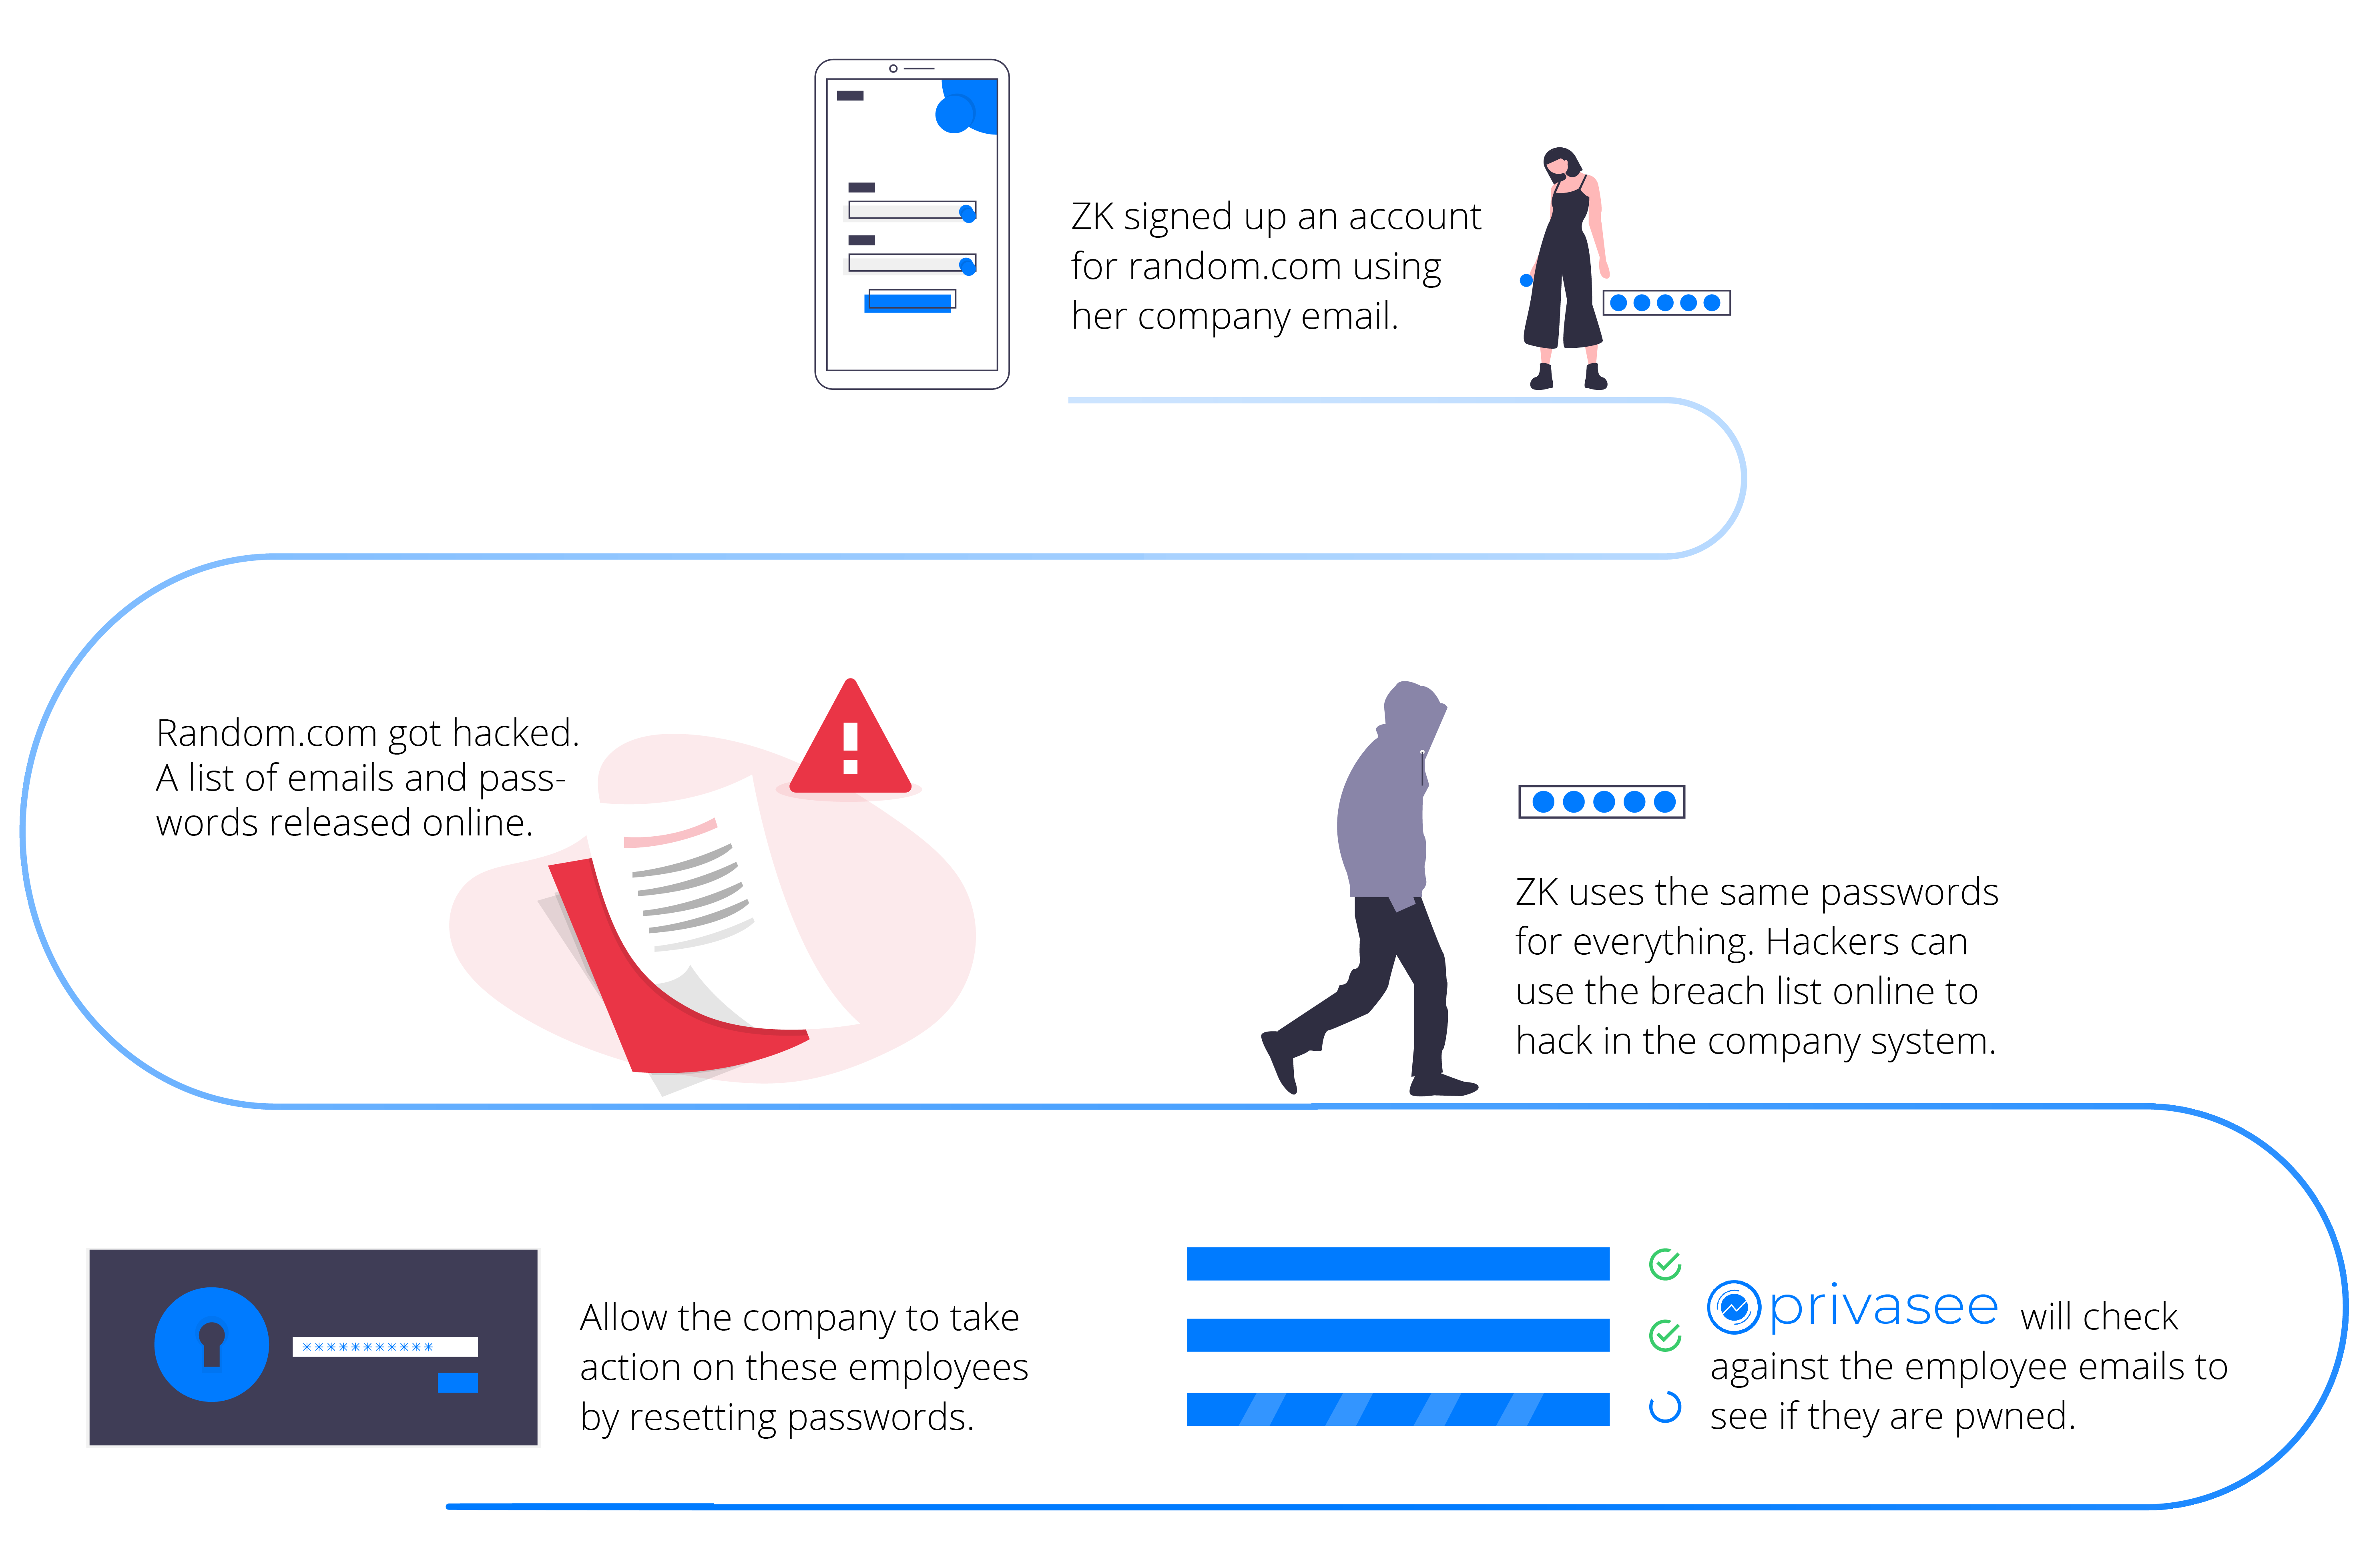 ZK signed up an account
for random.com using
her company email.
Random.com got hacked.
A list of emails and pass-
words released online.
ZK uses the same passwords
for everything. Hackers can
use the breach list online to
hack in the company system.
privasee will check
against the employee emails to
see if they are pwned.
***********
Allow the company to take
action on these employees
by resetting passwords.